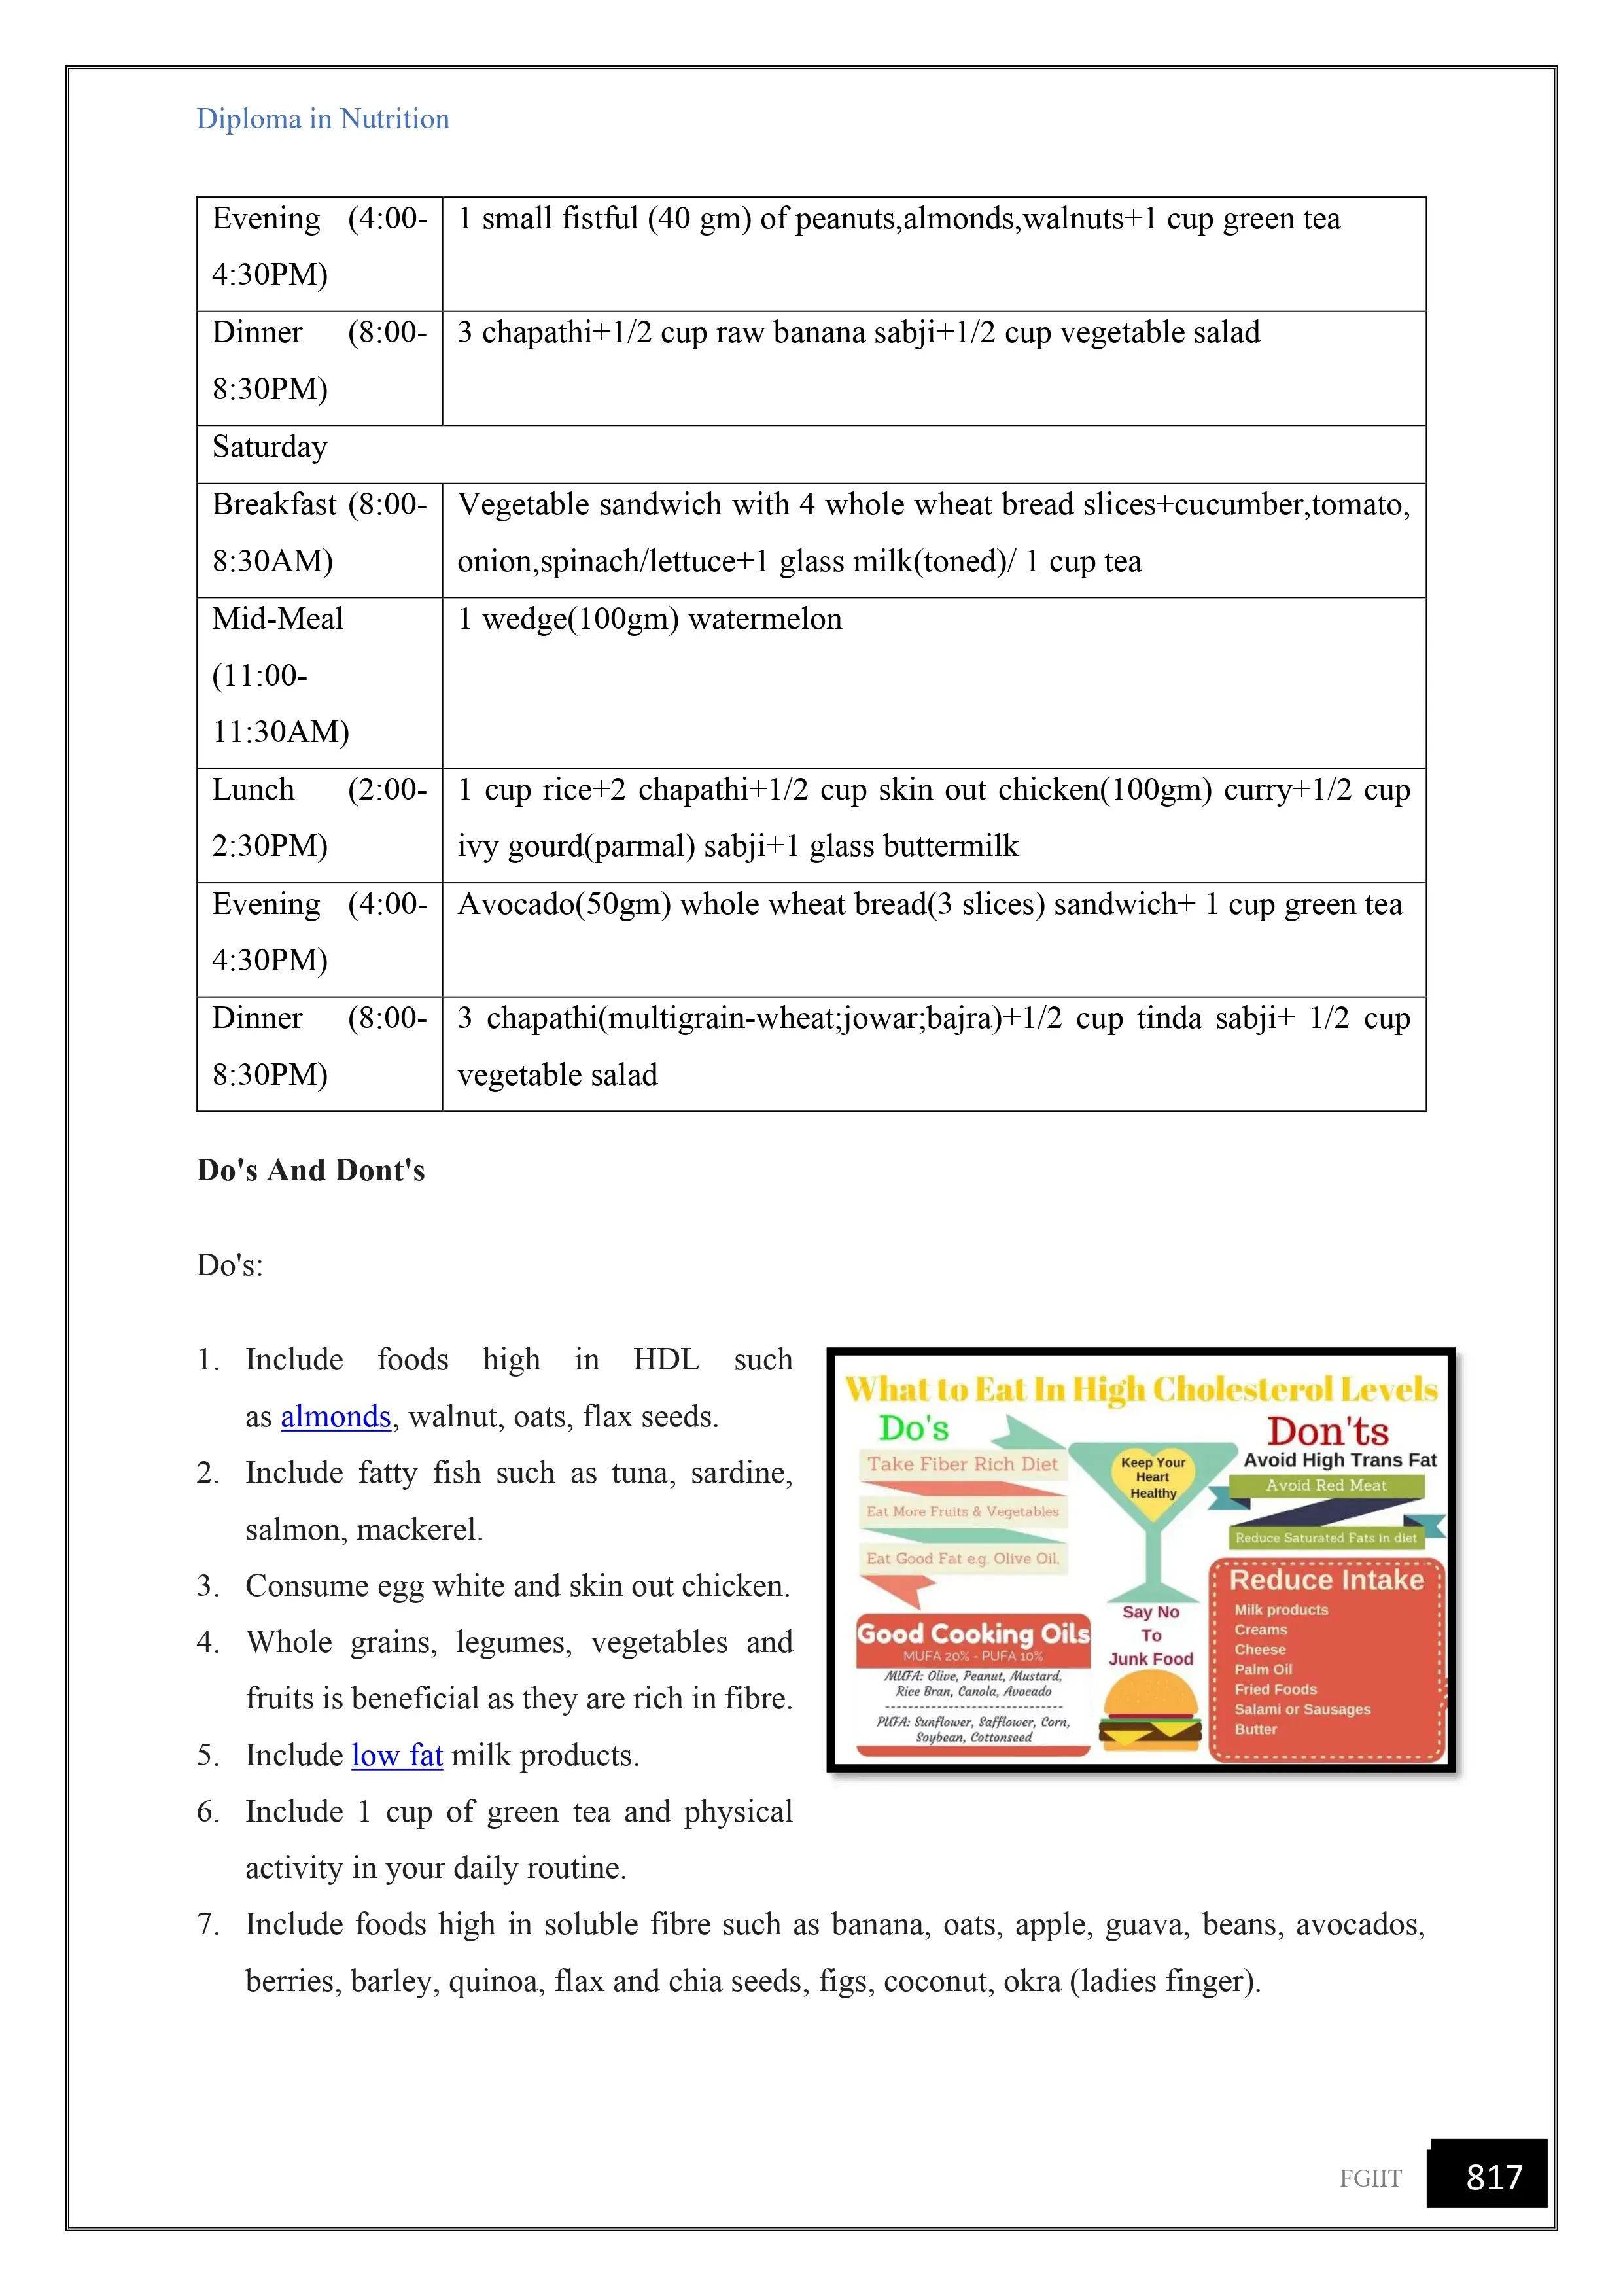 Diploma in Nutrition
Evening (4:00-
4:30PM)
1 small fistful (40 gm) of peanuts,almonds,walnuts+1 cup green tea
Dinner (8:00-
8:30PM)
3 chapathi+1/2 cup raw banana sabji+1/2 cup vegetable salad
Saturday
Breakfast (8:00-
8:30AM)
Vegetable sandwich with 4 whole wheat bread slices+cucumber,tomato,
onion,spinach/lettuce+1 glass milk(toned)/ 1 cup tea
Mid-Meal
(11:00-
11:30AM)
1 wedge(100gm) watermelon
Lunch (2:00-
2:30PM)
1 cup rice+2 chapathi+1/2 cup skin out chicken(100gm) curry+1/2 cup
ivy gourd(parmal) sabji+1 glass buttermilk
Evening (4:00-
4:30PM)
Avocado(50gm) whole wheat bread(3 slices) sandwich+ 1 cup green tea
Dinner (8:00-
8:30PM)
3 chapathi(multigrain-wheat;jowar;bajra)+1/2 cup tinda sabji+ 1/2 cup
vegetable salad
Do's And Dont's
Do's:
1. Include foods high in HDL such
as almonds, walnut, oats, flax seeds.
2. Include fatty fish such as tuna, sardine,
salmon, mackerel.
3. Consume egg white and skin out chicken.
4. Whole grains, legumes, vegetables and
fruits is beneficial as they are rich in fibre.
5. Include low fat milk products.
6. Include 1 cup of green tea and physical
activity in your daily routine.
7. Include foods high in soluble fibre such as banana, oats, apple, guava, beans, avocados,
berries, barley, quinoa, flax and chia seeds, figs, coconut, okra (ladies finger).
What to Eat In High Cholesterol Levels
Do's
Take Fiber Rich Diet
Eat More Fruits & Vegetables
Eat Good Fat e.g. Olive Oil,
Good Cooking Oils
MUFA 20% - PUFA 10%
MUFA: Olive, Peanut, Mustard,
Rice Bran, Canola, Avocado
PUFA: Sunflower, Safflower, Corn,
Soybean, Cottonseed
Keep Your
Heart
Healthy
Say No
To
Junk Food
Don'ts
Avoid High Trans Fat
Avoid Red Meat
Reduce Saturated Fats in diet
Reduce Intake
Milk products
Creams
Cheese
Palm Oil
Fried Foods
Salami or Sausages
Butter
FGIIT 817